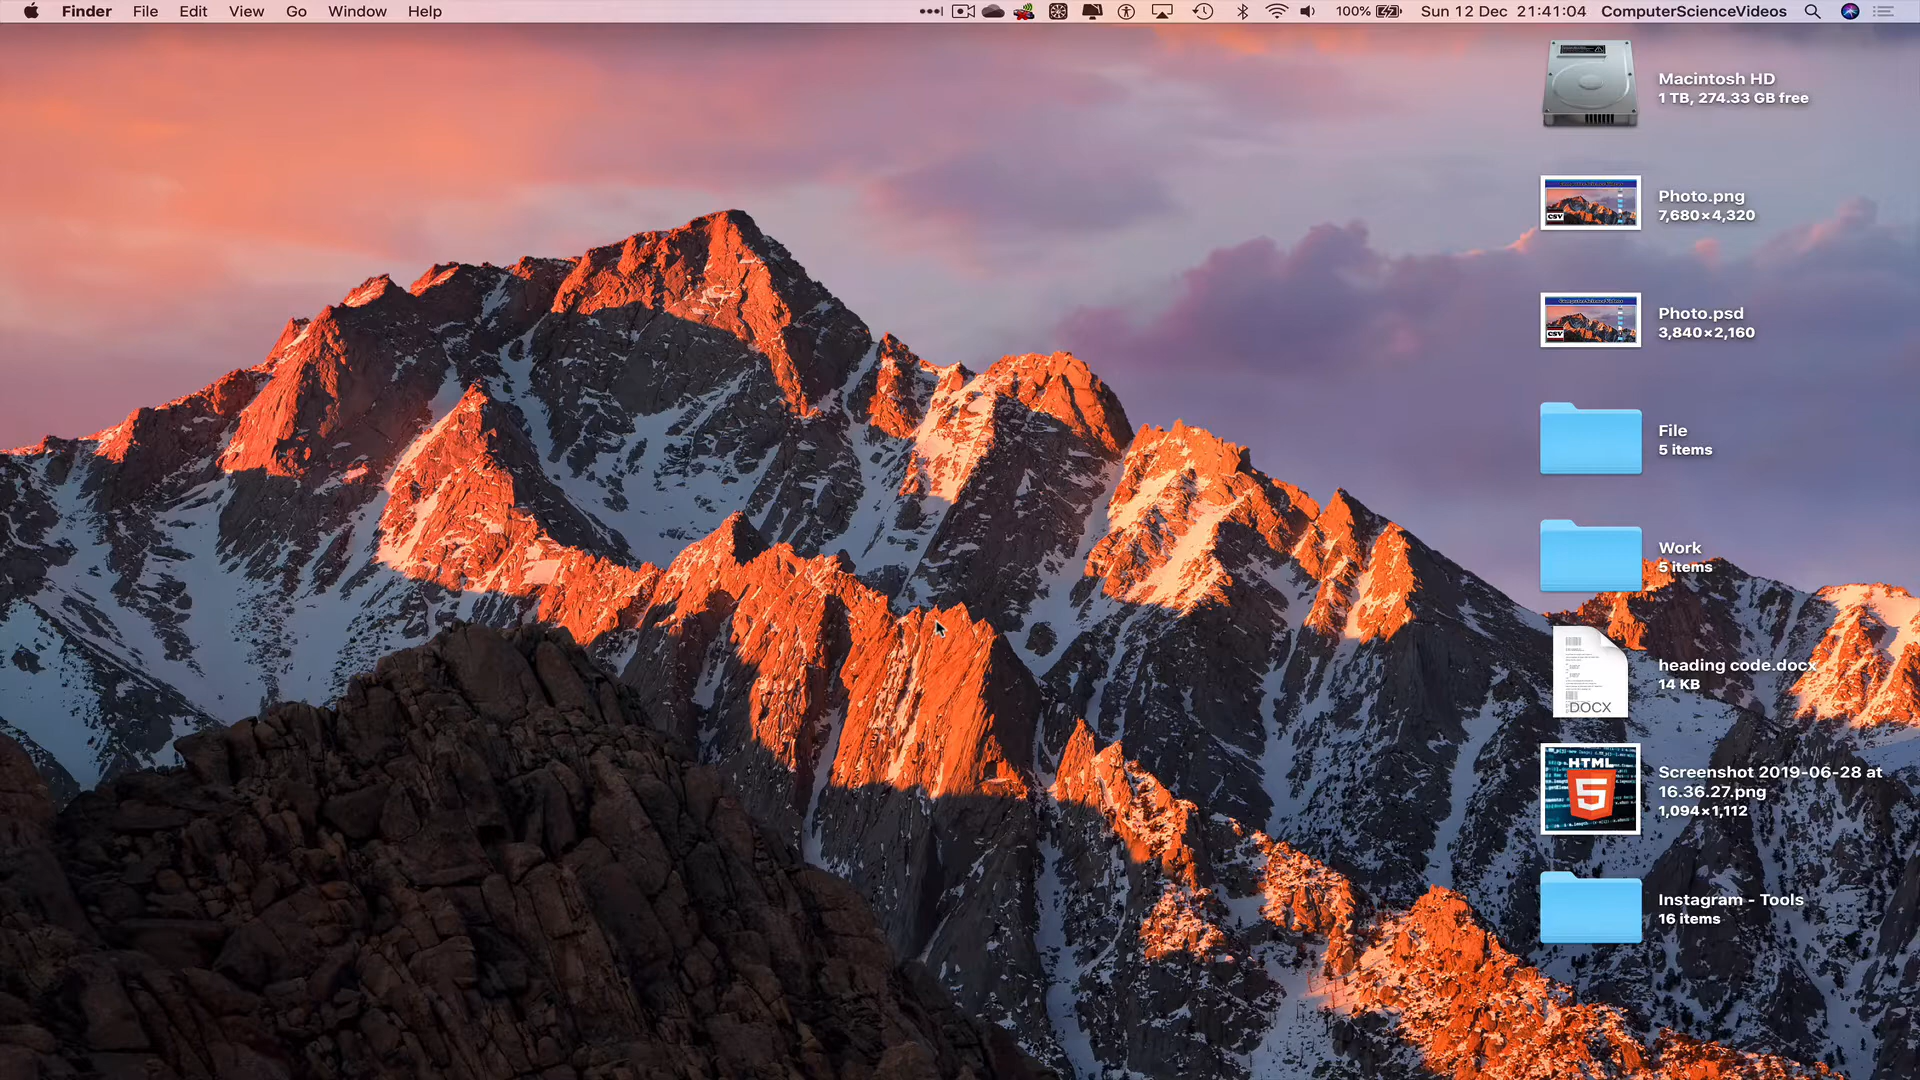 Finder File Edit View Go Window Help
100% Sun 12 Dec 21:41:04 ComputerScienceVideos
Macintosh HD
1 TB, 274.33 GB free
Photo.png
7,680×4,320
Photo.psd
3,840×2,160
CSV
CSV
File
5 items
Work
5 items
heading code.docx
14 KB
DOCX
HTML
5
Screenshot 2019-06-28 at
16.36.27.png
1,094×1,112
Instagram - Tools
16 items